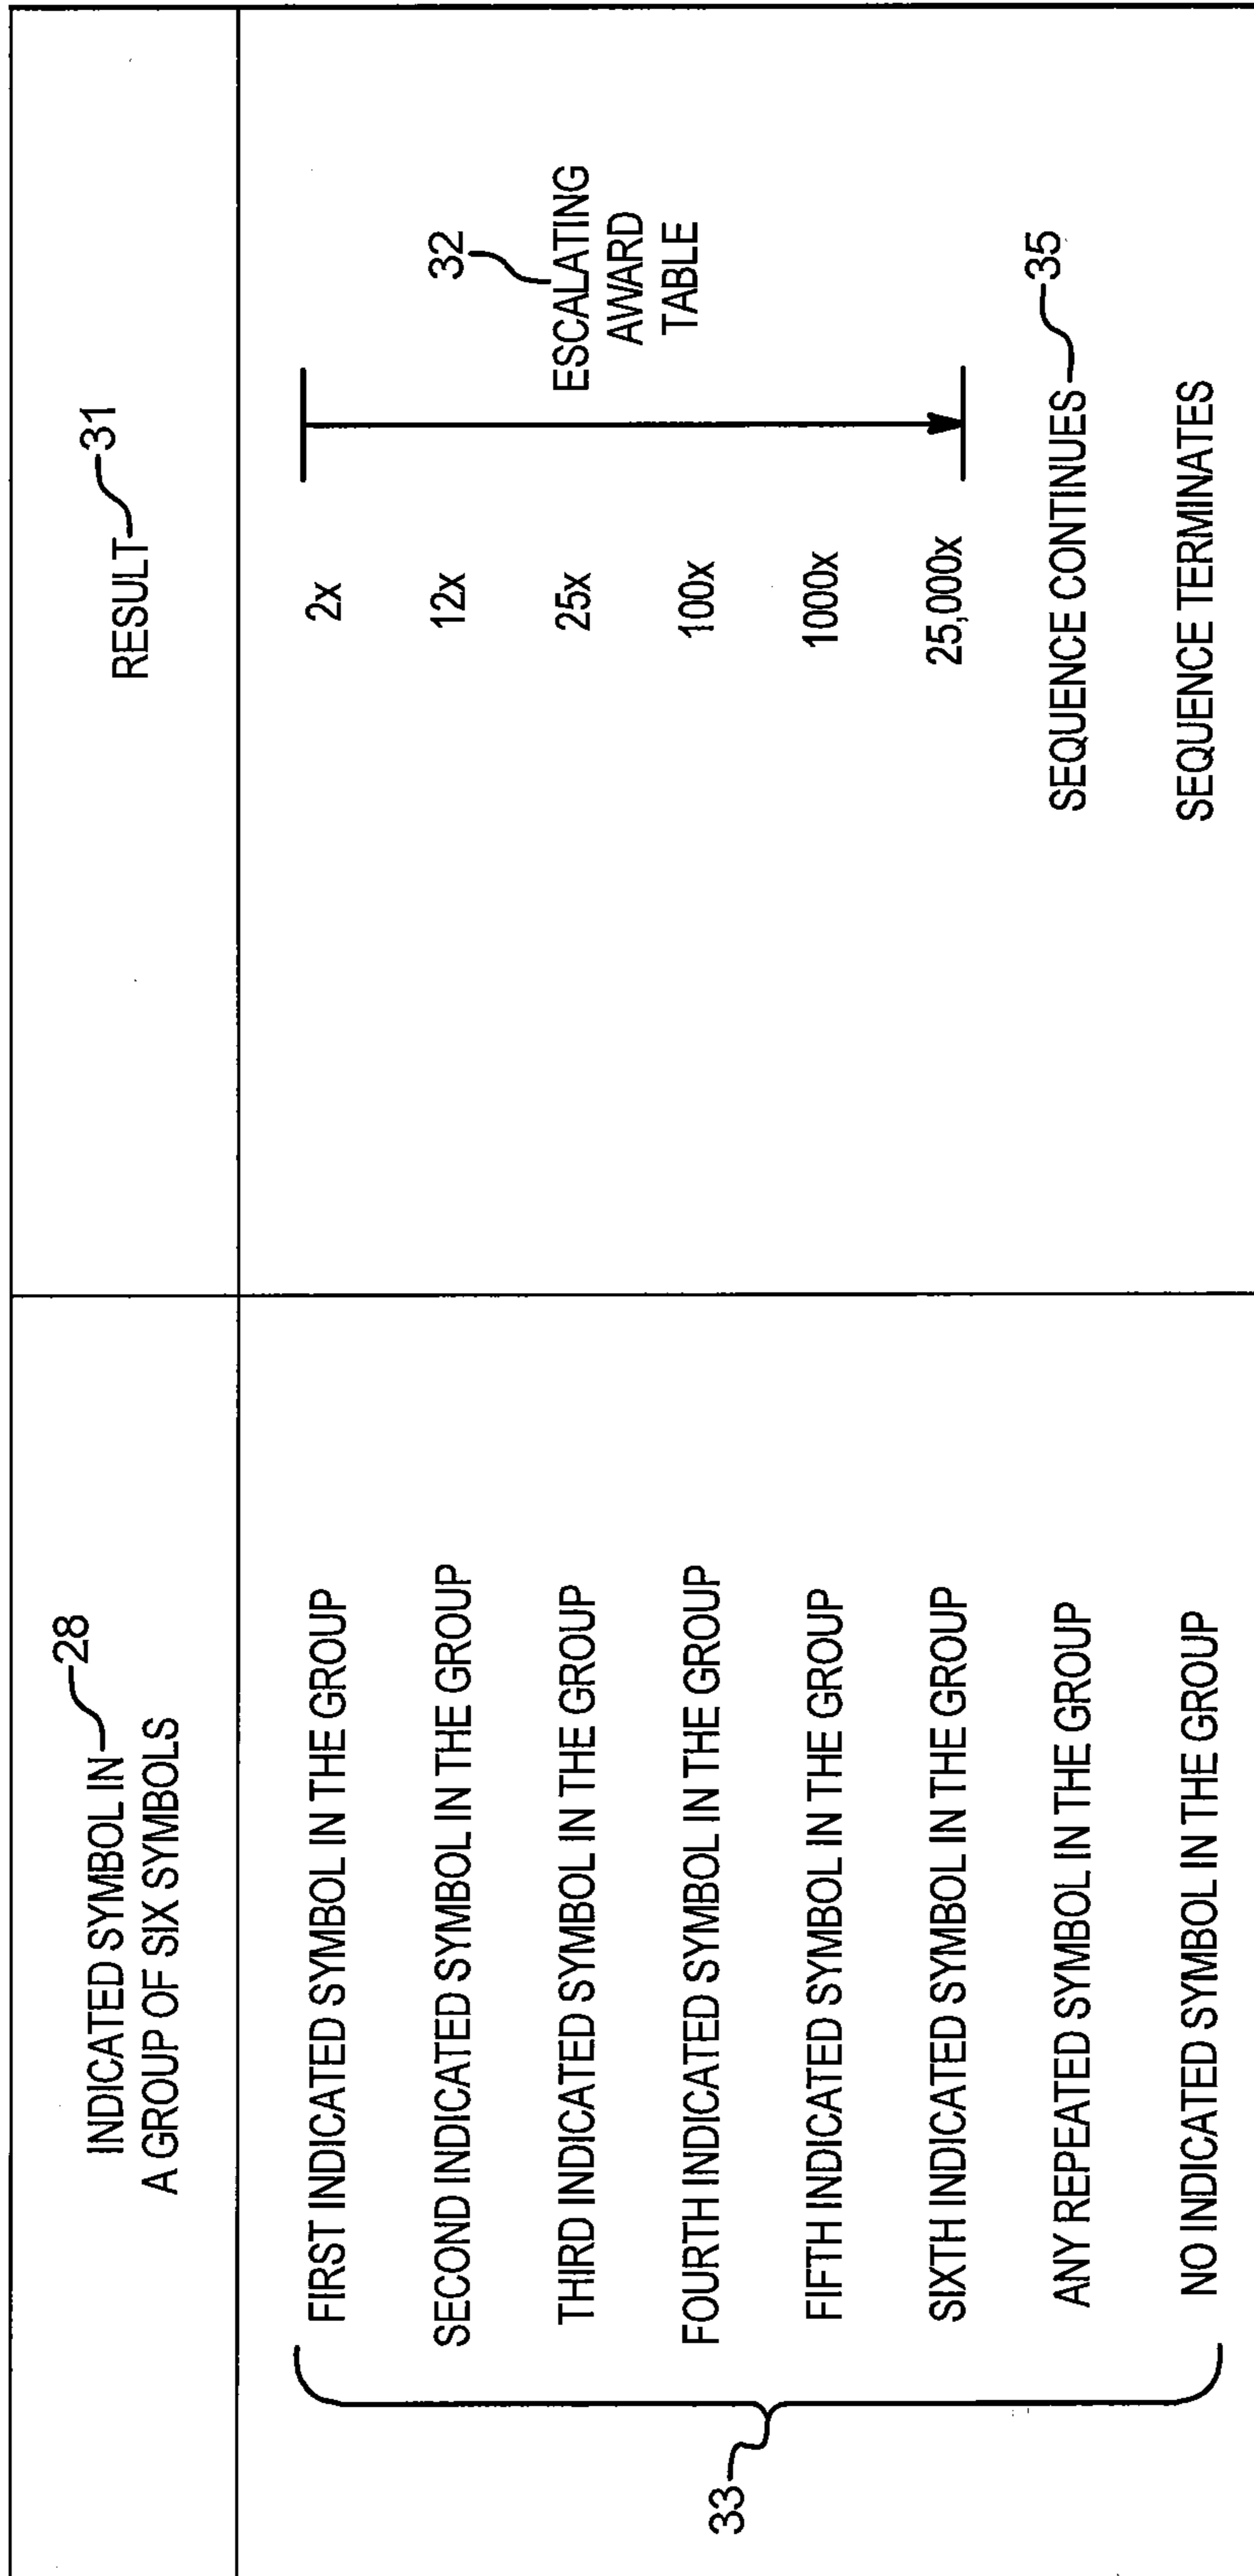 INDICATED SYMBOL IN 28
A GROUP OF SIX SYMBOLS
RESULT 31
33
FIRST INDICATED SYMBOL IN THE GROUP 2x
SECOND INDICATED SYMBOL IN THE GROUP 12x
THIRD INDICATED SYMBOL IN THE GROUP 25x
FOURTH INDICATED SYMBOL IN THE GROUP 100x
FIFTH INDICATED SYMBOL IN THE GROUP 1000x
SIXTH INDICATED SYMBOL IN THE GROUP 25,000x
32
ESCALATING
AWARD
TABLE
ANY REPEATED SYMBOL IN THE GROUP SEQUENCE CONTINUES 35
NO INDICATED SYMBOL IN THE GROUP SEQUENCE TERMINATES